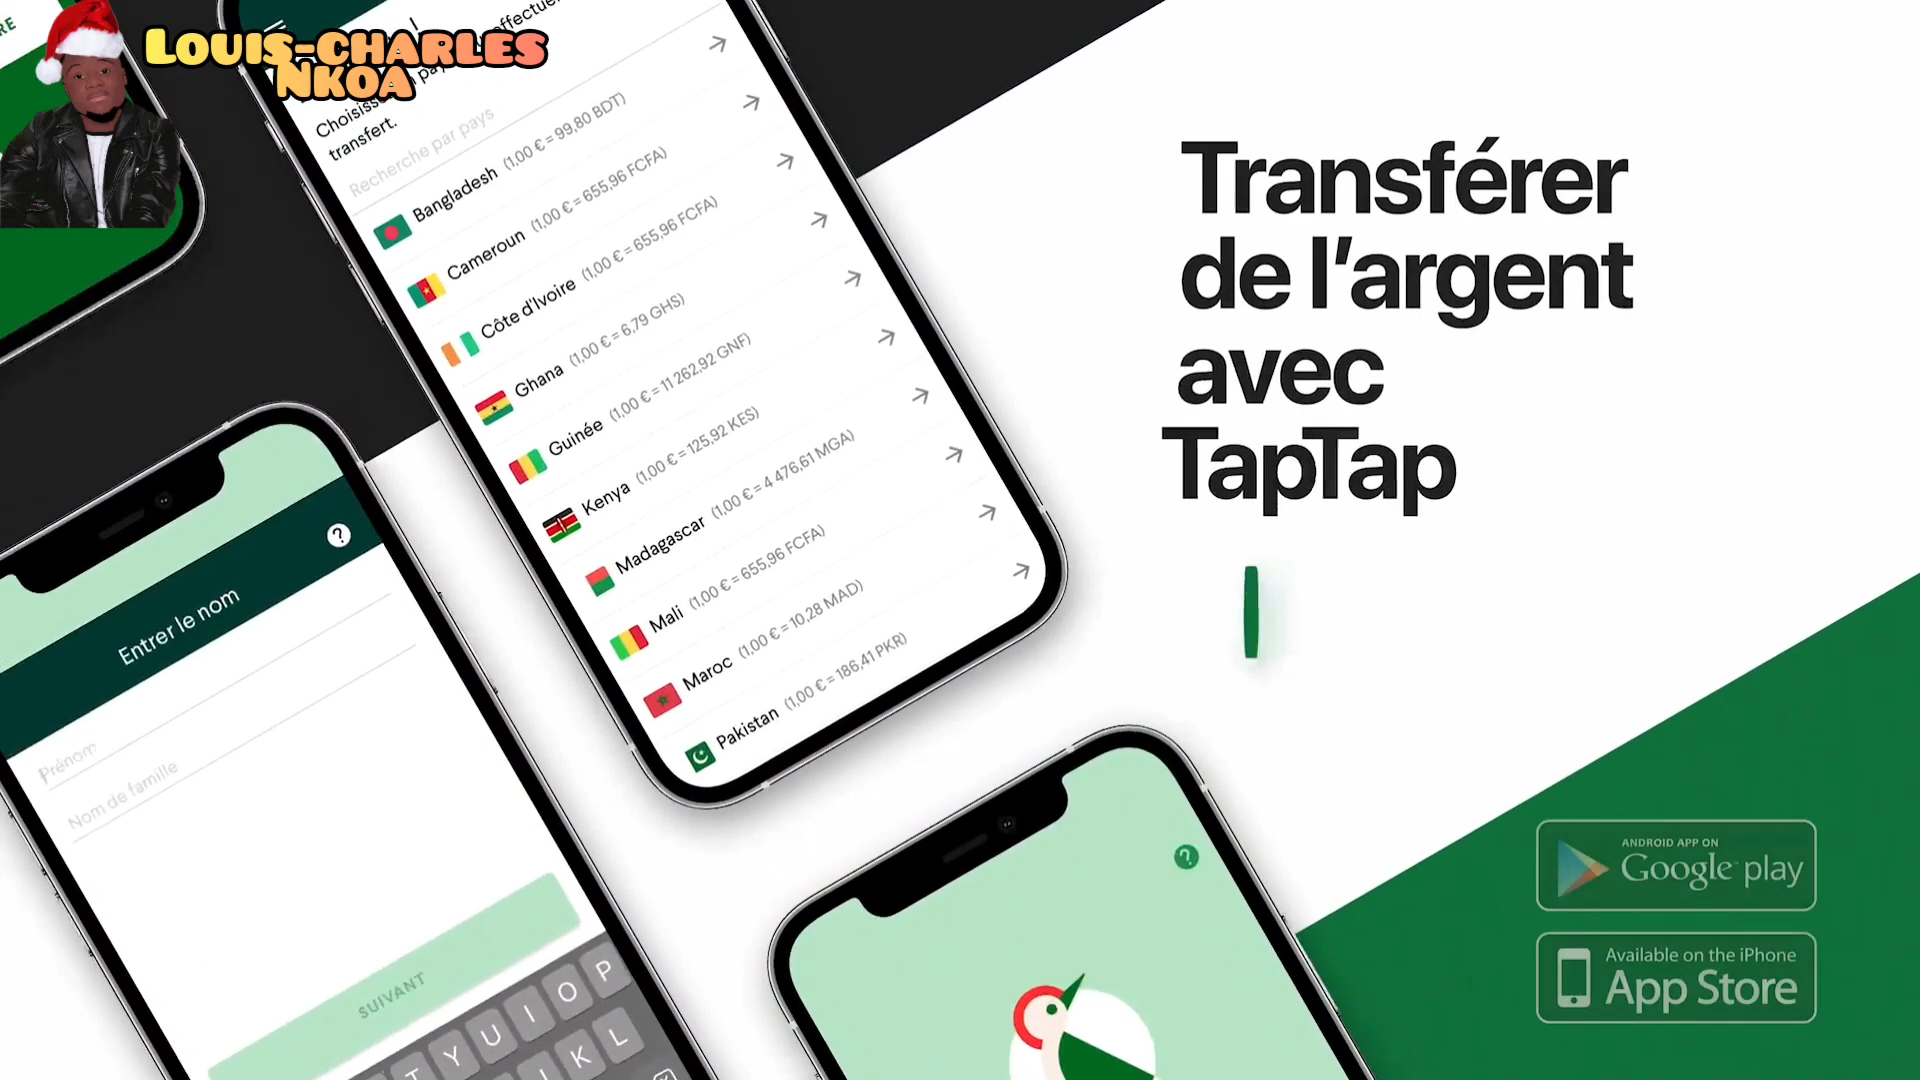 RE
LOUIS-CHARLES
NKOA
Choisiss
transfert.
Recherche par pays
Bangladesh (1,00 € = 99,80 BDT)
Cameroun (1,00 € = 655,96 FCFA)
Côte d'Ivoire (1,00 € = 655,96 FCFA)
Ghana (1,00 € = 6,79 GHS)
Guinée (1,00 € = 11 262,92 GNF)
Kenya (1,00 € = 125,92 KES)
Madagascar (1,00 € = 4 476,61 MGA)
Mali (1,00 € = 655,96 FCFA)
Maroc (1,00 € = 10,28 MAD)
Pakistan (1,00 € = 186,41 PKR)
Transférer
de l'argent
avec
TapTap
?
Entrer le nom
Prénom
Nom de famille
SUIVANT
T Y U I O P
K L
?
ANDROID APP ON
Google play
Available on the iPhone
App Store